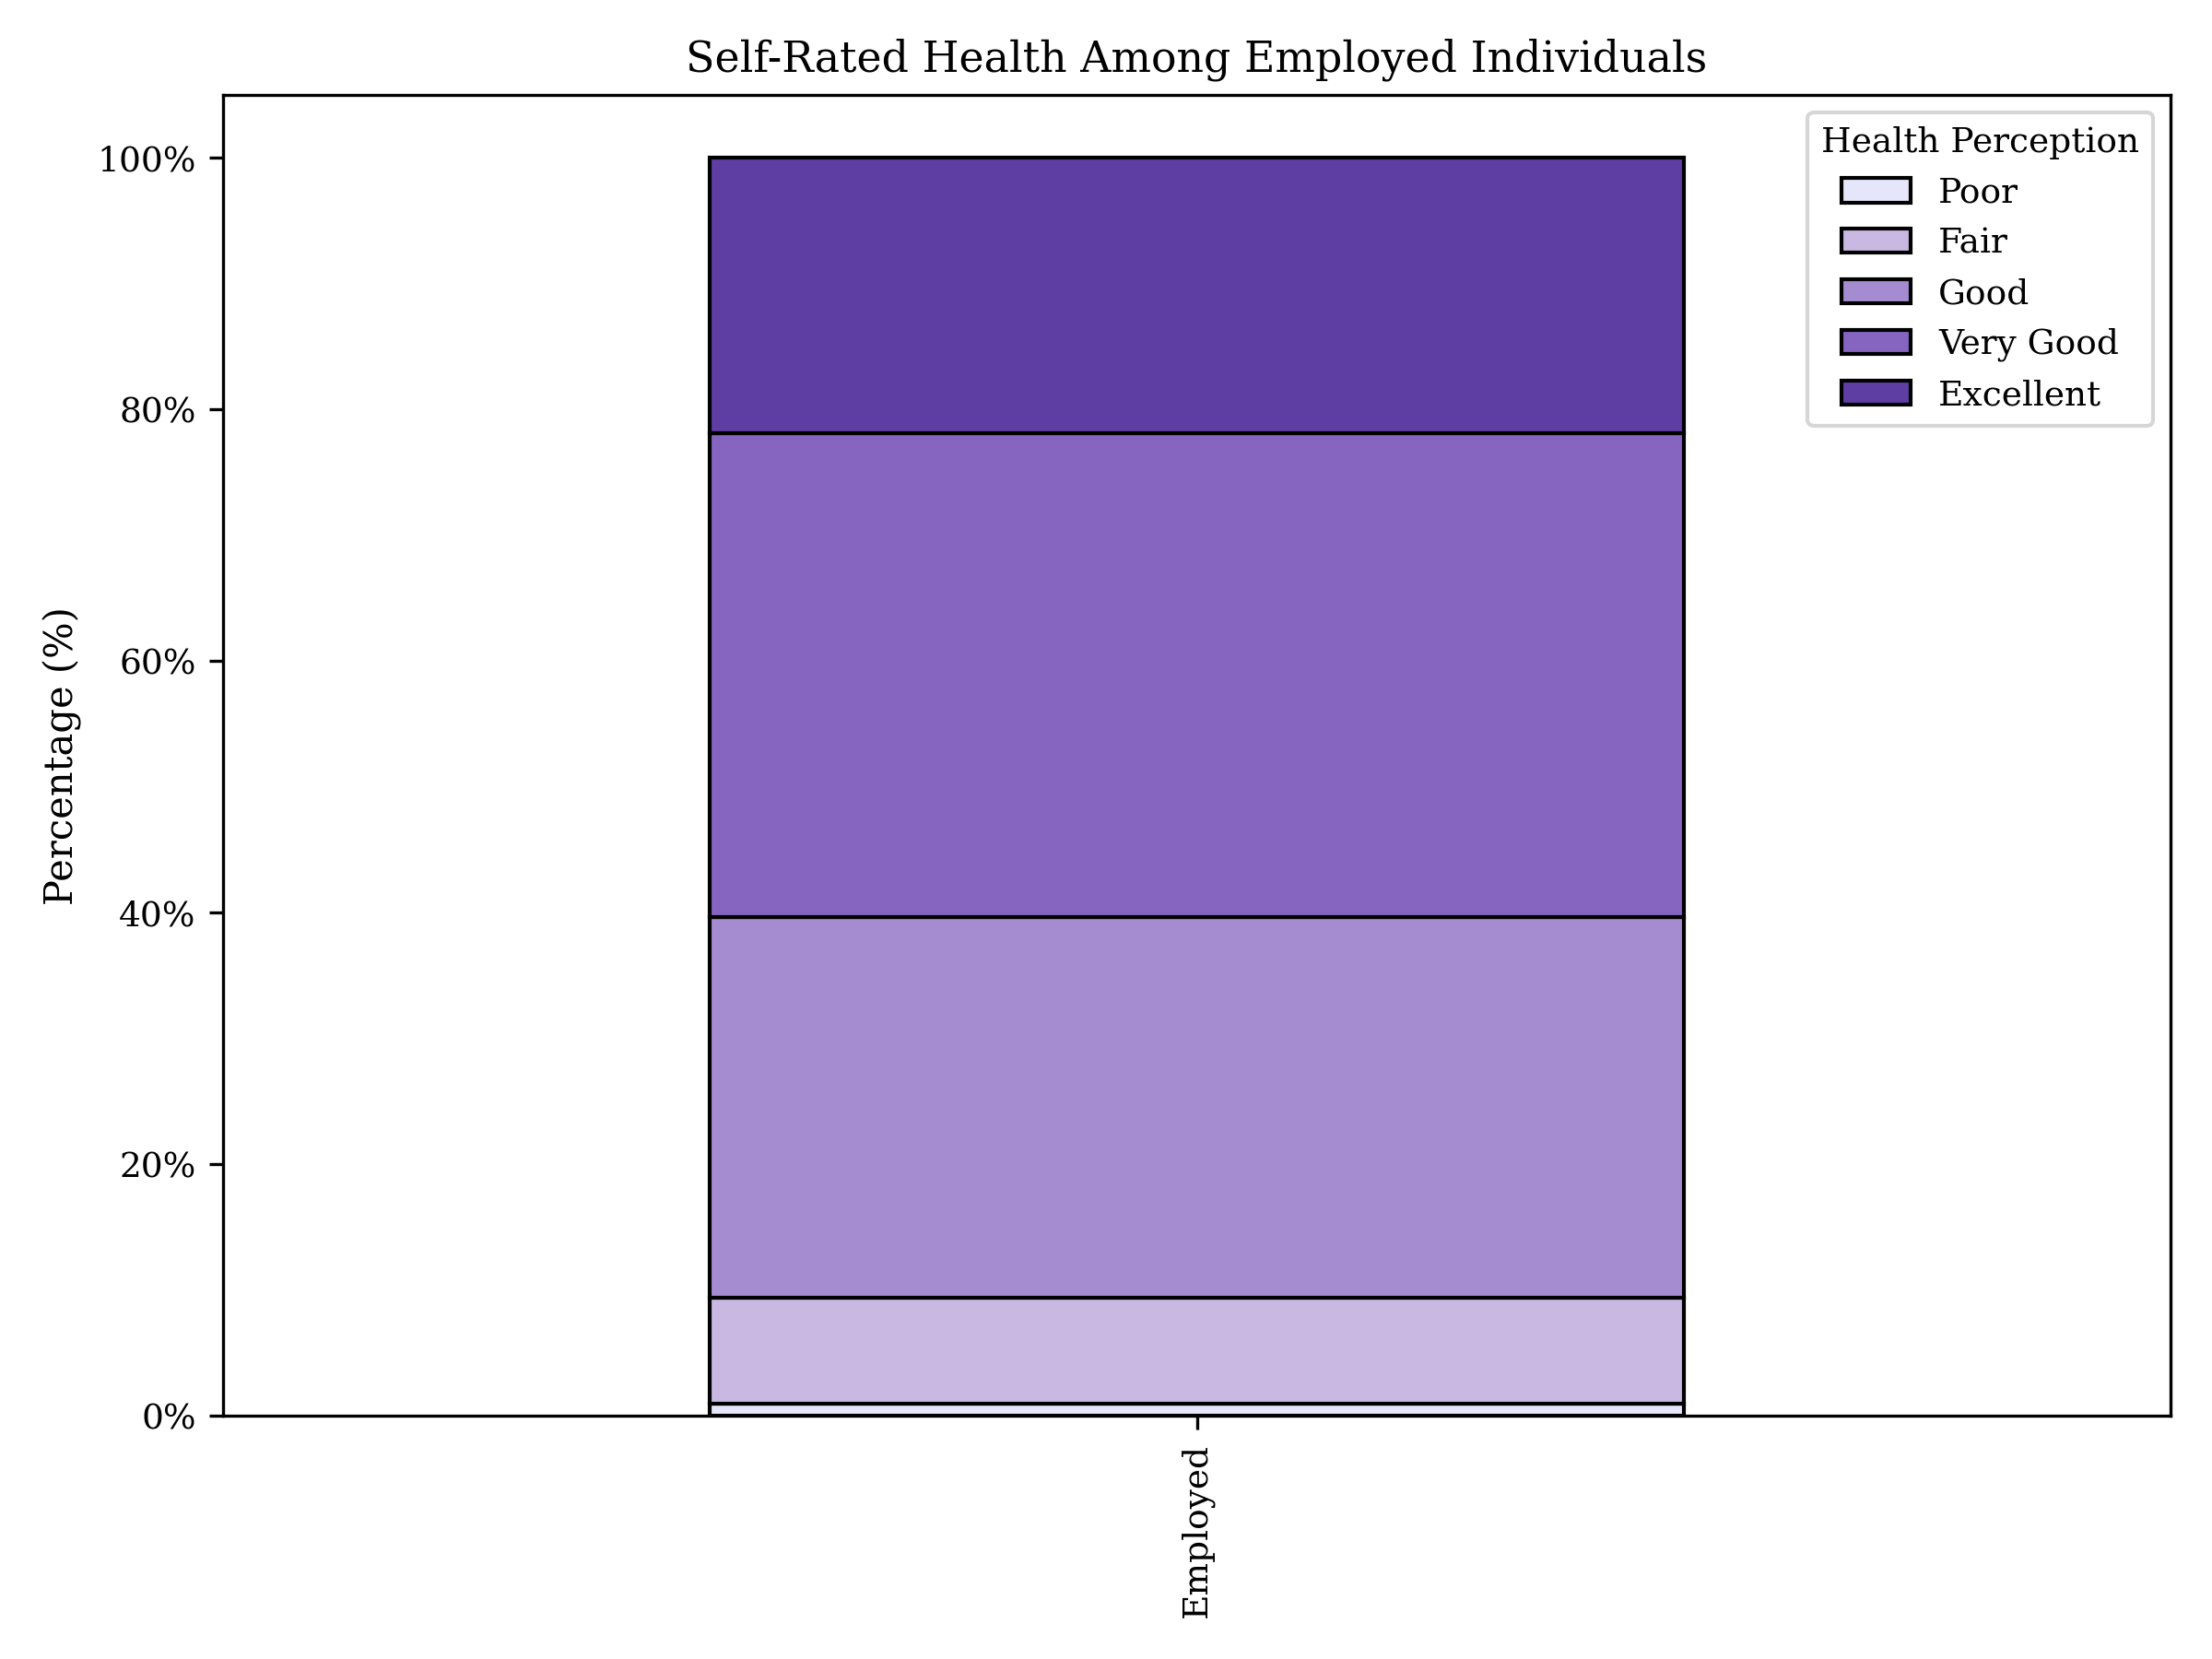 Self-Rated Health Among Employed Individuals
Health Perception
Poor
Fair
Good
Very Good
Excellent
Percentage (%)
100%
80%
60%
40%
20%
0%
Employed